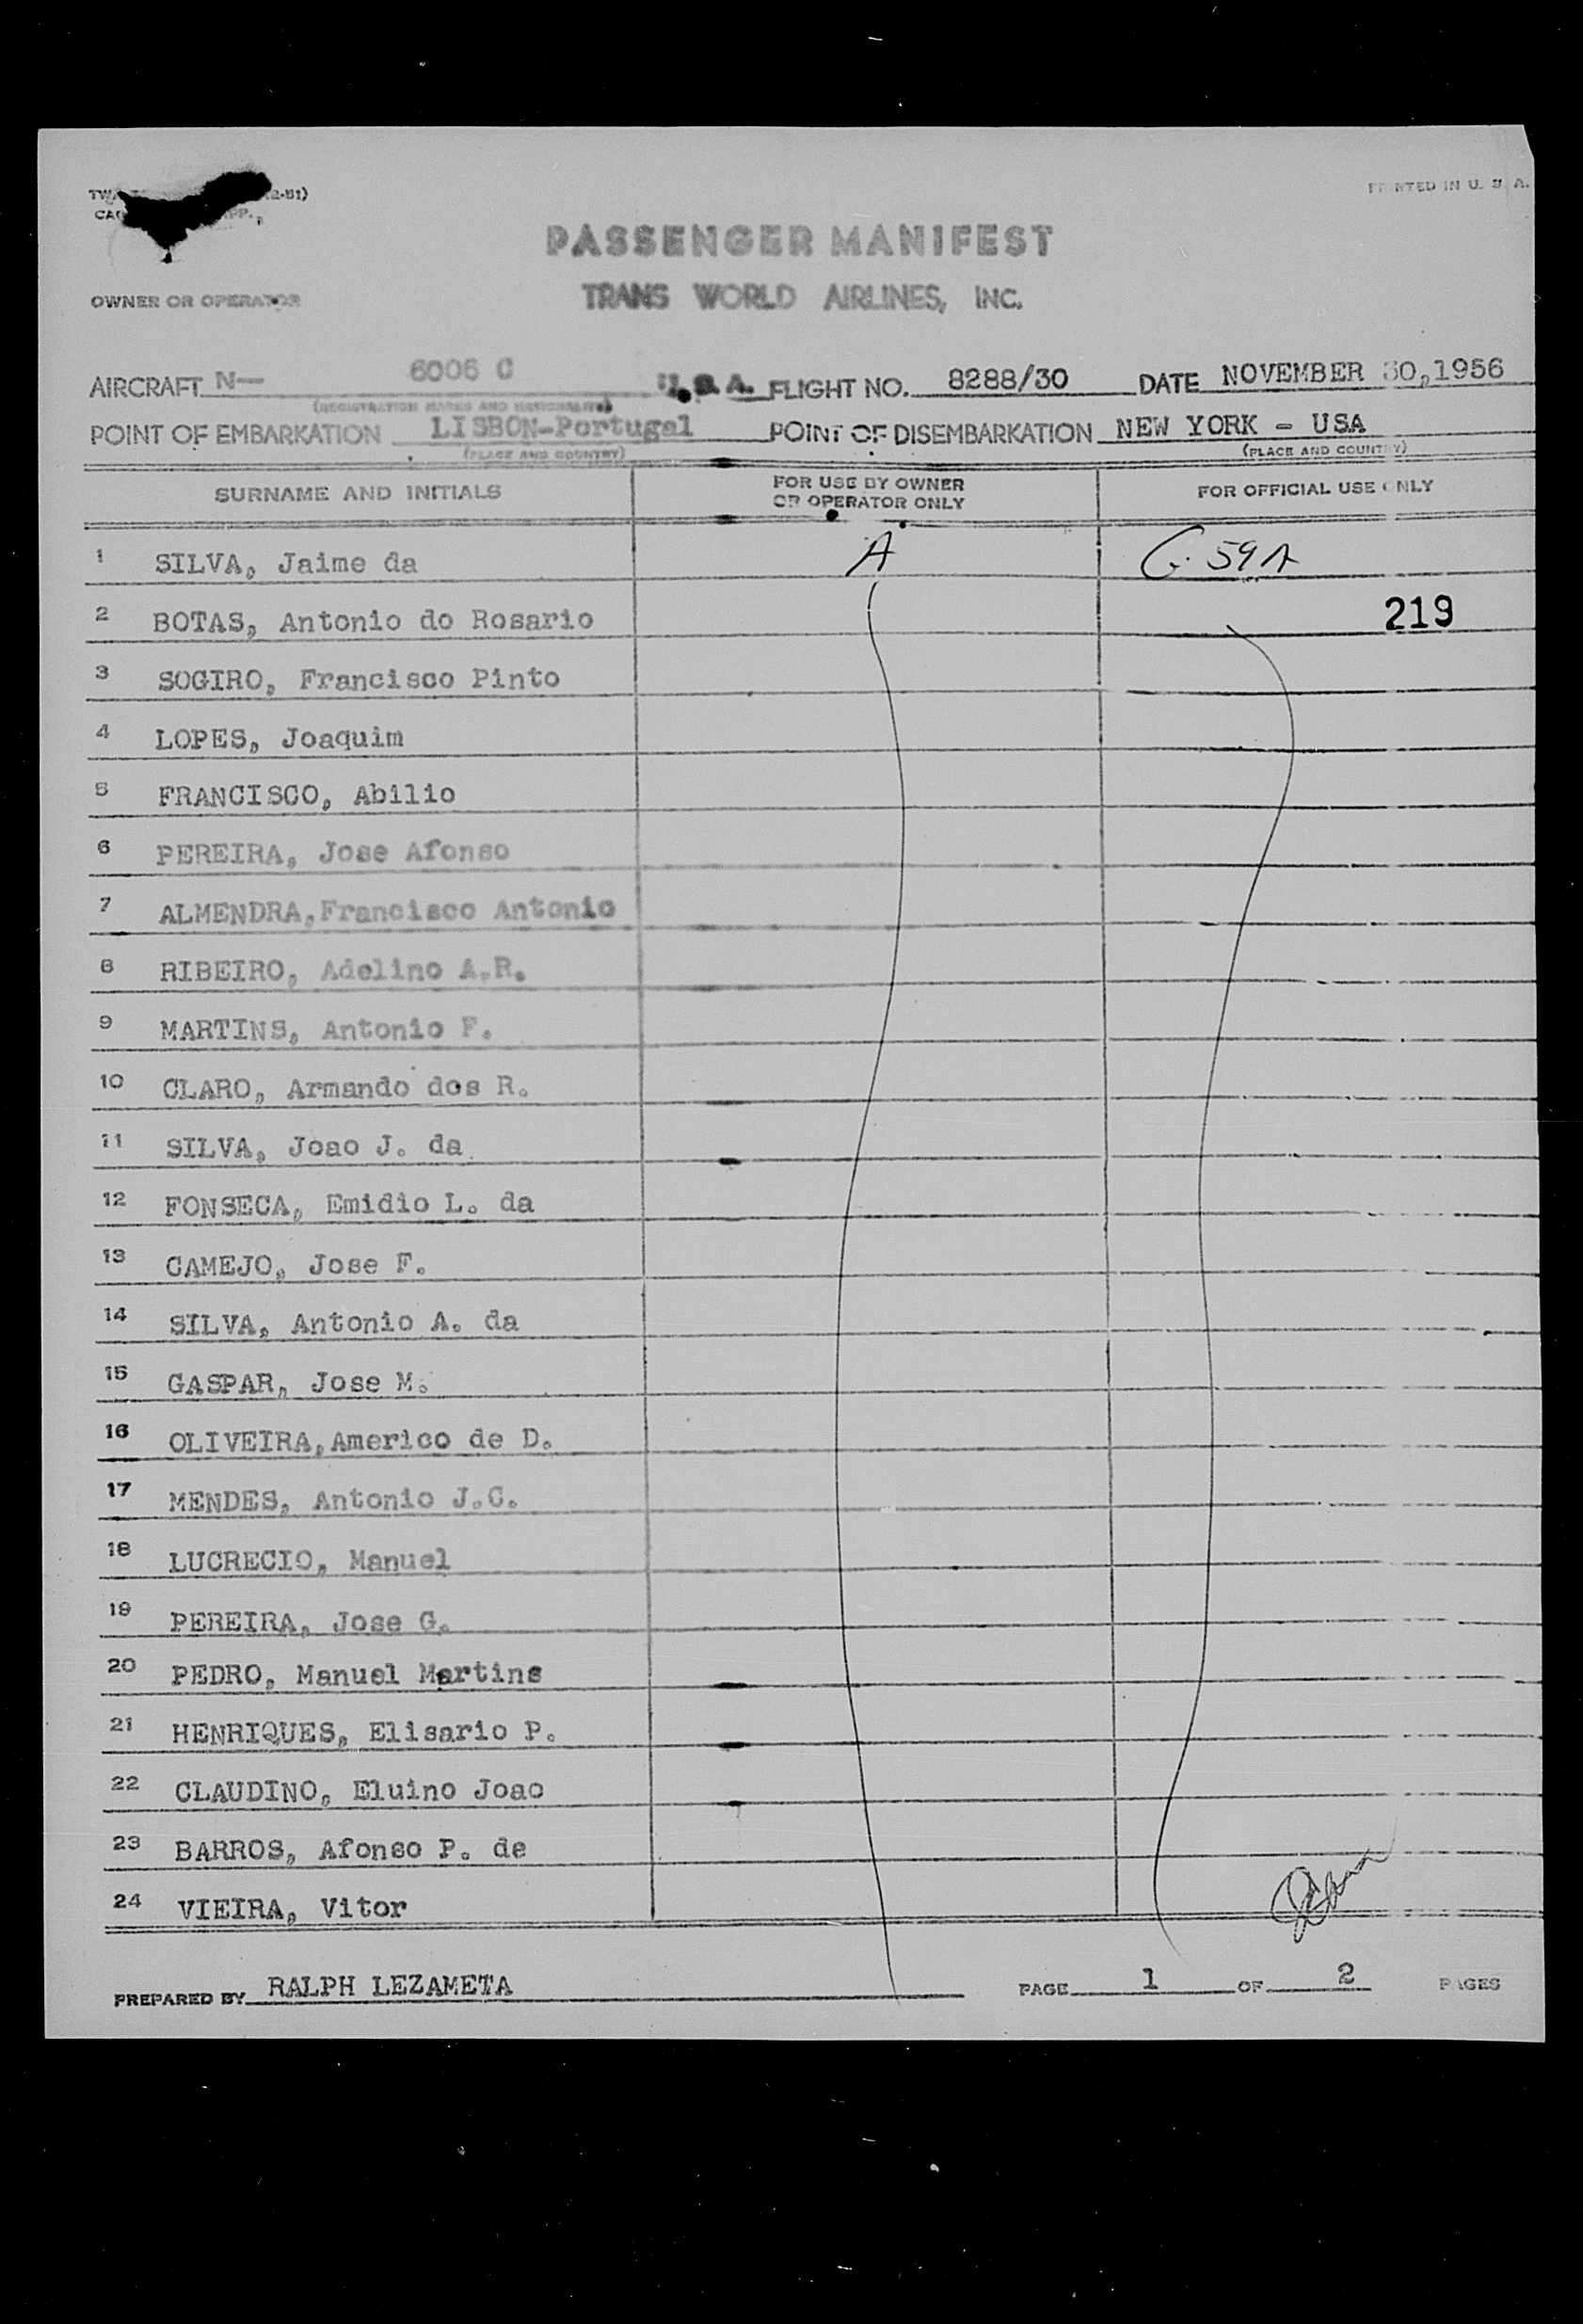 PRINTED IN U. S. A.
PASSENGER MANIFEST
OWNER OR OPERATOR TRANS WORLD AIRLINES, INC.
AIRCRAFT N— 6006 C U.S.A. FLIGHT NO. 8288/30 DATE NOVEMBER 30,1956
(REGISTRATION MARKS AND NATIONALITY)
POINT OF EMBARKATION LISBON-Portugal POINT OF DISEMBARKATION NEW YORK - USA
(PLACE AND COUNTRY) (PLACE AND COUNTRY)
SURNAME AND INITIALS FOR USE BY OWNER OR OPERATOR ONLY FOR OFFICIAL USE ONLY
1 SILVA, Jaime da A G-59A
2 BOTAS, Antonio do Rosario 219
3 SOGIRO, Francisco Pinto
4 LOPES, Joaquim
5 FRANCISCO, Abilio
6 PEREIRA, Jose Afonso
7 ALMENDRA, Francisco Antonio
8 RIBEIRO, Adelino A.R.
9 MARTINS, Antonio F.
10 CLARO, Armando dos R.
11 SILVA, Joao J. da
12 FONSECA, Emidio L. da
13 CAMEJO, Jose F.
14 SILVA, Antonio A. da
15 GASPAR, Jose M.
16 OLIVEIRA, Americo de D.
17 MENDES, Antonio J.C.
18 LUCRECIO, Manuel
19 PEREIRA, Jose G.
20 PEDRO, Manuel Martins
21 HENRIQUES, Elisario P.
22 CLAUDINO, Eluino Joao
23 BARROS, Afonso P. de
24 VIEIRA, Vitor
PREPARED BY RALPH LEZAMETA PAGE 1 OF 2 PAGES